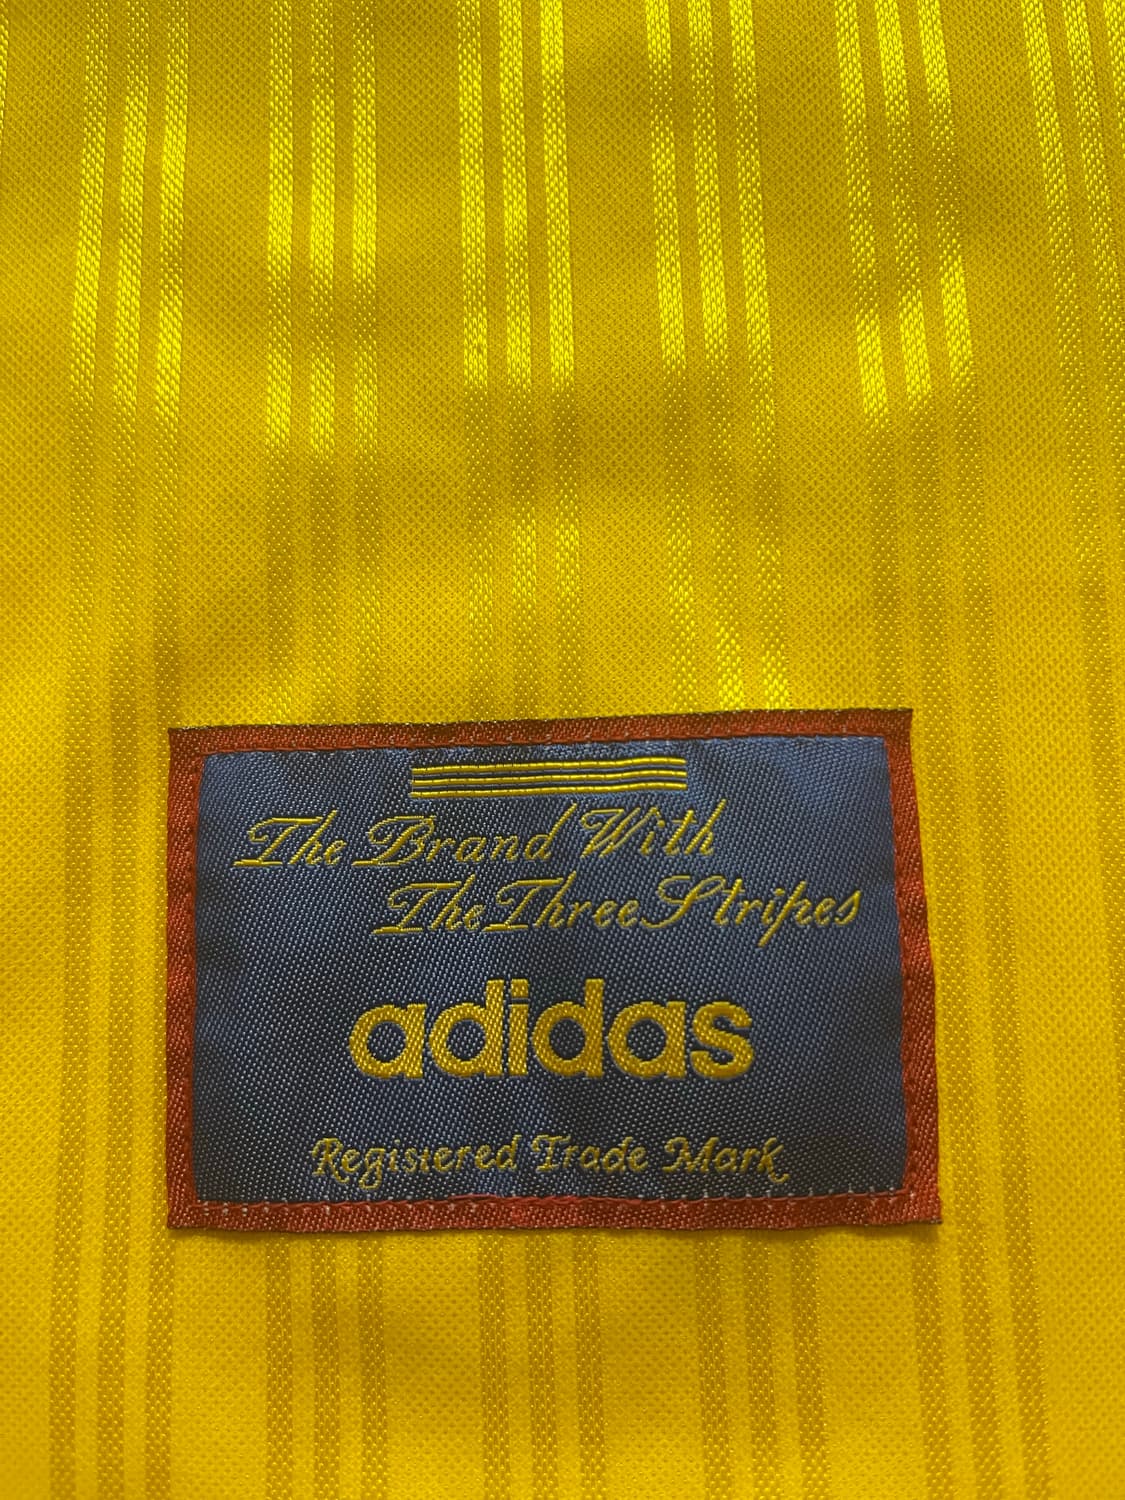 The Brand With
The Three Stripes
adidas
Registered Trade Mark